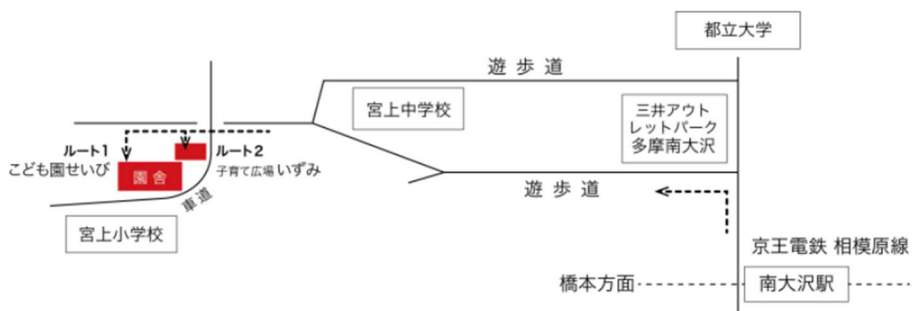 都立大学
遊歩道
宮上中学校
三井アウト
レットパーク
多摩南大沢
ルート1
こども園せいび
ルート2
子育て広場 いずみ
園舎
車道
遊歩道
宮上小学校
京王電鉄 相模原線
橋本方面
南大沢駅